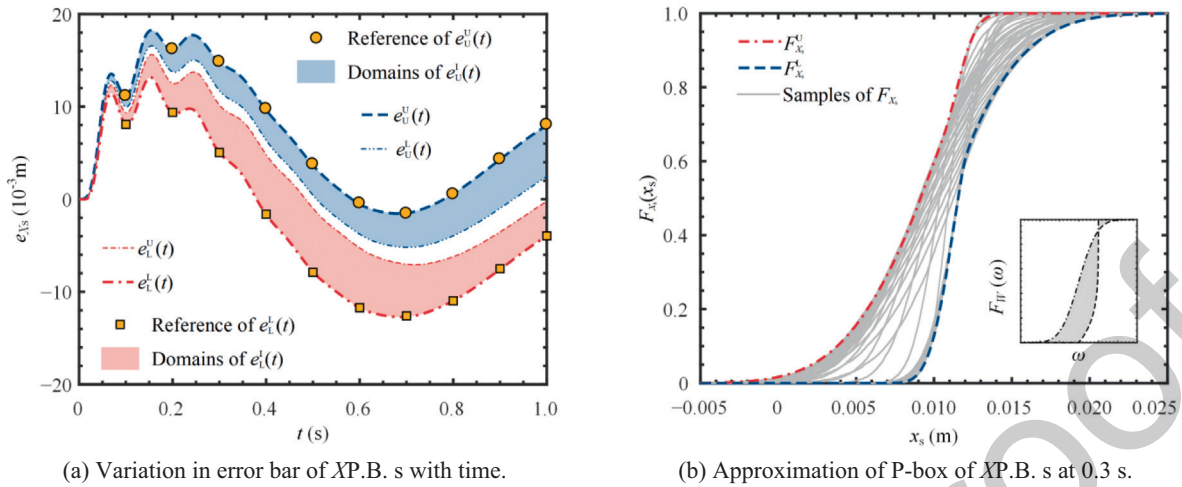 20
10
0
−10
−20
e_Xs (10⁻³m)
0
0.2
0.4
0.6
0.8
1.0
t (s)
Reference of e_U^U(t)
Domains of e_U^I(t)
e_U^U(t)
e_U^L(t)
e_L^U(t)
e_L^L(t)
Reference of e_L^L(t)
Domains of e_L^I(t)
(a) Variation in error bar of XP.B. s with time.
1.0
0.8
0.6
0.4
0.2
0
F_Xs(x_s)
−0.005
0
0.005
0.010
0.015
0.020
0.025
x_s (m)
F_Xs^U
F_Xs^L
Samples of F_Xs
F_W (ω)
ω
(b) Approximation of P-box of XP.B. s at 0.3 s.